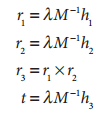 r₁ = λM⁻¹h₁
r₂ = λM⁻¹h₂
r₃ = r₁ × r₂
t = λM⁻¹h₃